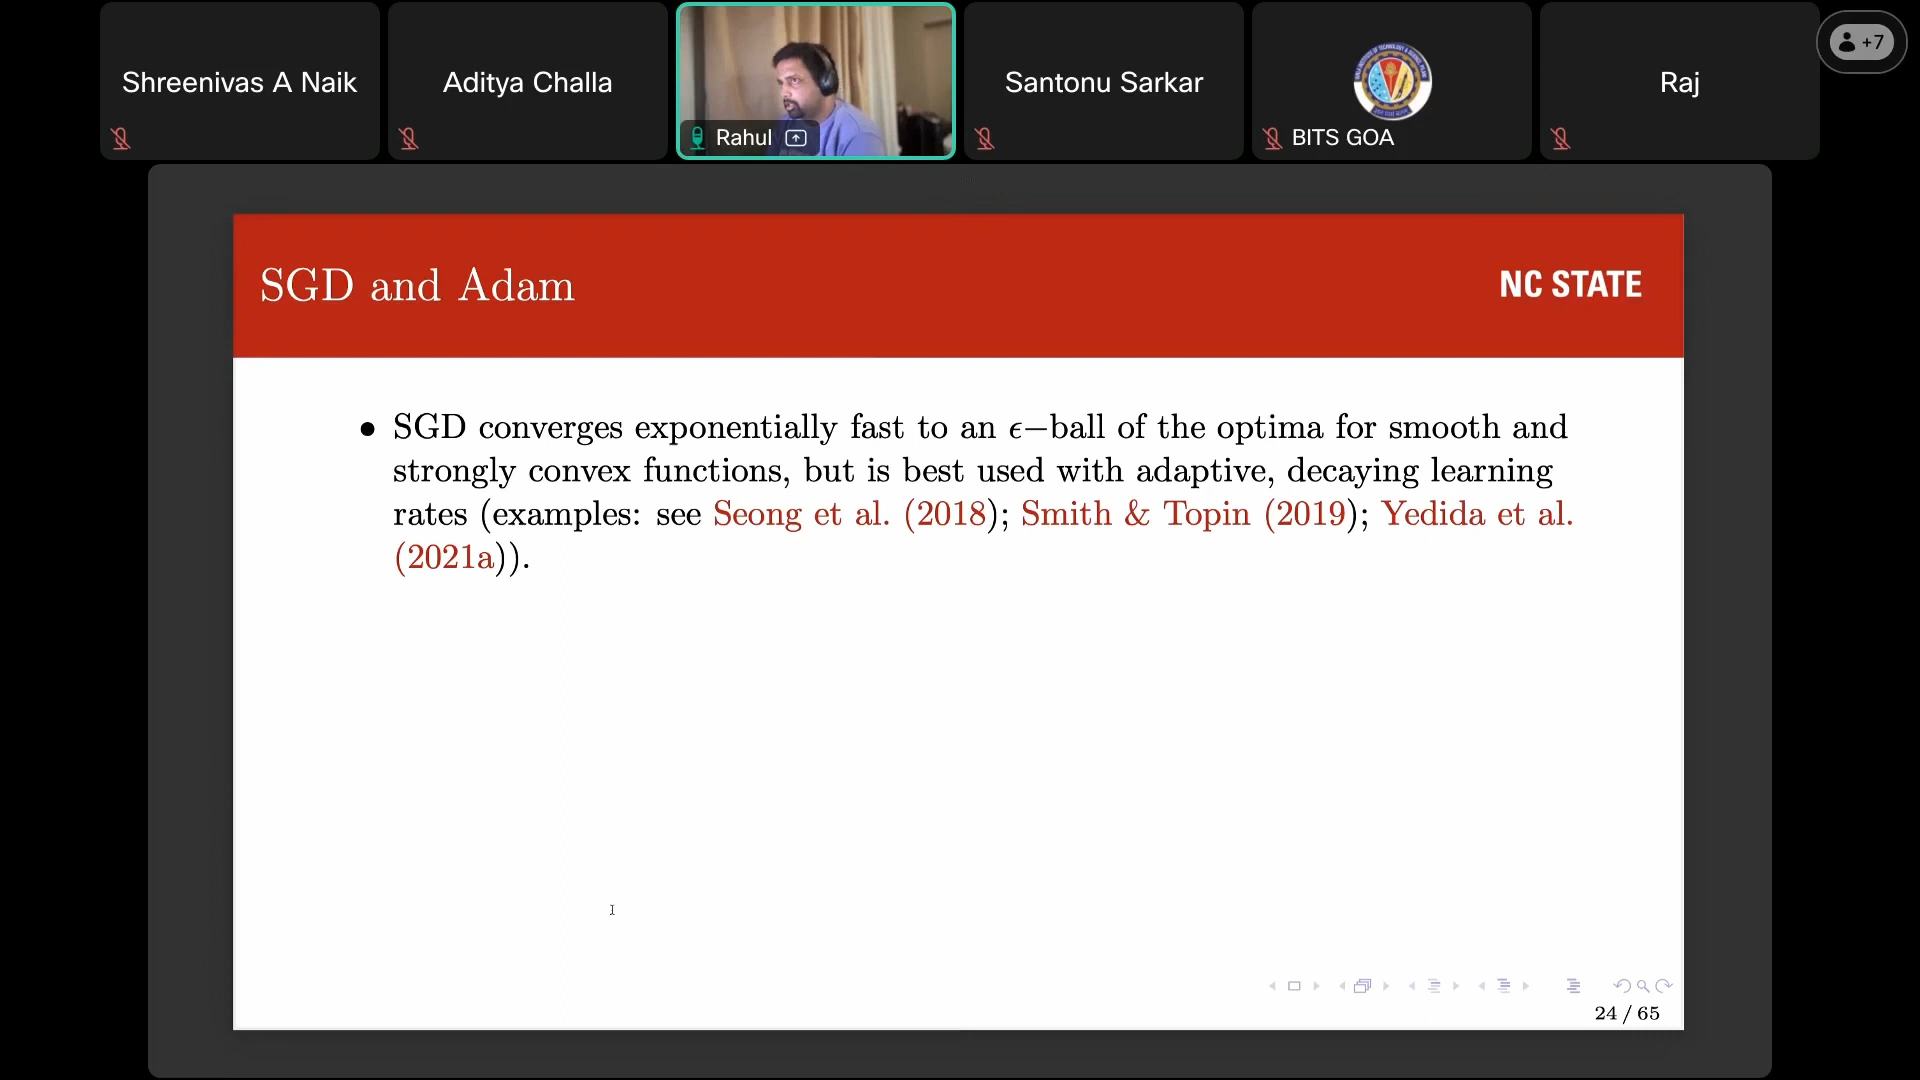 Shreenivas A Naik
Aditya Challa
Rahul
Santonu Sarkar
BITS GOA
Raj
+7
SGD and Adam
NC STATE
• SGD converges exponentially fast to an ϵ−ball of the optima for smooth and
strongly convex functions, but is best used with adaptive, decaying learning
rates (examples: see Seong et al. (2018); Smith & Topin (2019); Yedida et al.
(2021a)).
24 / 65